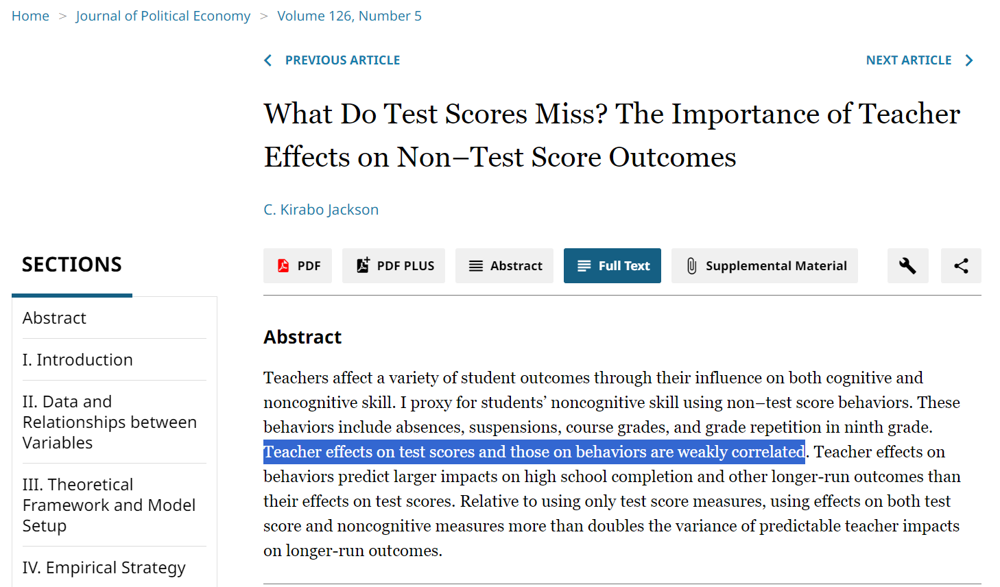 Home > Journal of Political Economy > Volume 126, Number 5
PREVIOUS ARTICLE
NEXT ARTICLE
What Do Test Scores Miss? The Importance of Teacher
Effects on Non–Test Score Outcomes
C. Kirabo Jackson
PDF
PDF PLUS
Abstract
Full Text
Supplemental Material
SECTIONS
Abstract
I. Introduction
II. Data and
Relationships between
Variables
III. Theoretical
Framework and Model
Setup
IV. Empirical Strategy
Abstract
Teachers affect a variety of student outcomes through their influence on both cognitive and
noncognitive skill. I proxy for students’ noncognitive skill using non–test score behaviors. These
behaviors include absences, suspensions, course grades, and grade repetition in ninth grade.
Teacher effects on test scores and those on behaviors are weakly correlated. Teacher effects on
behaviors predict larger impacts on high school completion and other longer-run outcomes than
their effects on test scores. Relative to using only test score measures, using effects on both test
score and noncognitive measures more than doubles the variance of predictable teacher impacts
on longer-run outcomes.